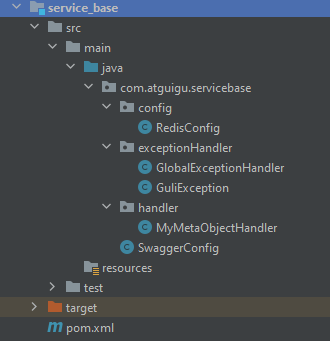 service_base
src
main
java
com.atguigu.servicebase
config
RedisConfig
exceptionHandler
GlobalExceptionHandler
GuliException
handler
MyMetaObjectHandler
SwaggerConfig
resources
test
target
pom.xml